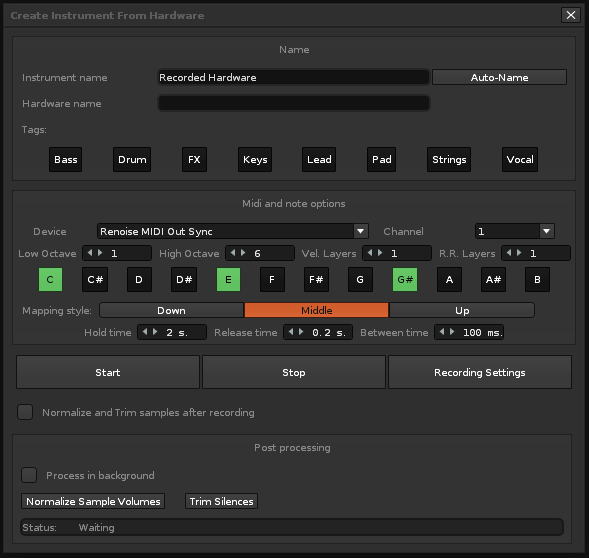 Create Instrument From Hardware
Name
Instrument name Recorded Hardware Auto-Name
Hardware name
Tags:
Bass Drum FX Keys Lead Pad Strings Vocal
Midi and note options
Device Renoise MIDI Out Sync Channel 1
Low Octave 1 High Octave 6 Vel. Layers 1 R.R. Layers 1
C C# D D# E F F# G G# A A# B
Mapping style: Down Middle Up
Hold time 2 s. Release time 0.2 s. Between time 100 ms.
Start Stop Recording Settings
Normalize and Trim samples after recording
Post processing
Process in background
Normalize Sample Volumes Trim Silences
Status: Waiting